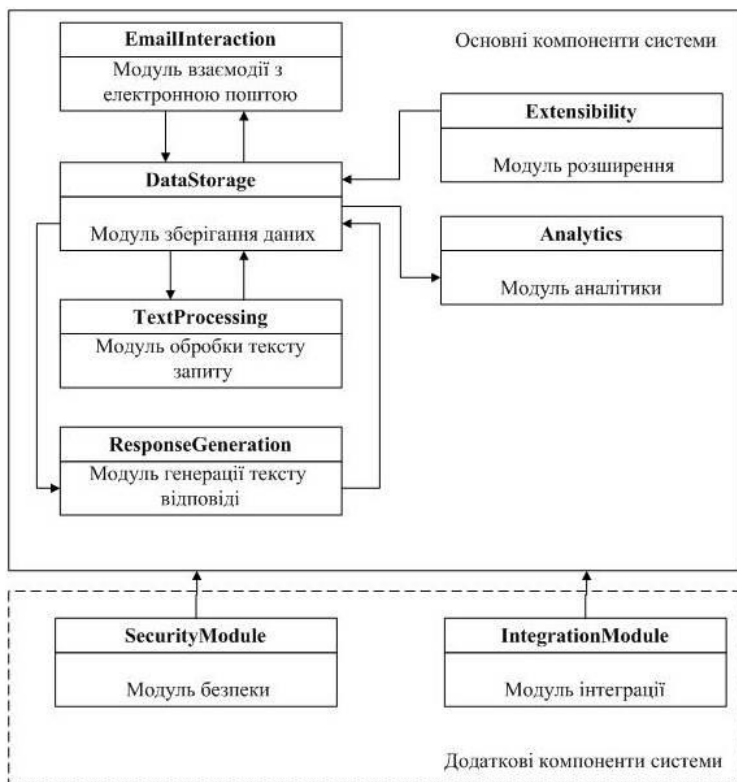 EmailInteraction
Модуль взаємодії з
електронною поштою
Основні компоненти системи
Extensibility
Модуль розширення
DataStorage
Модуль зберігання даних
Analytics
Модуль аналітики
TextProcessing
Модуль обробки тексту
запиту
ResponseGeneration
Модуль генерації тексту
відповіді
SecurityModule
Модуль безпеки
IntegrationModule
Модуль інтеграції
Додаткові компоненти системи